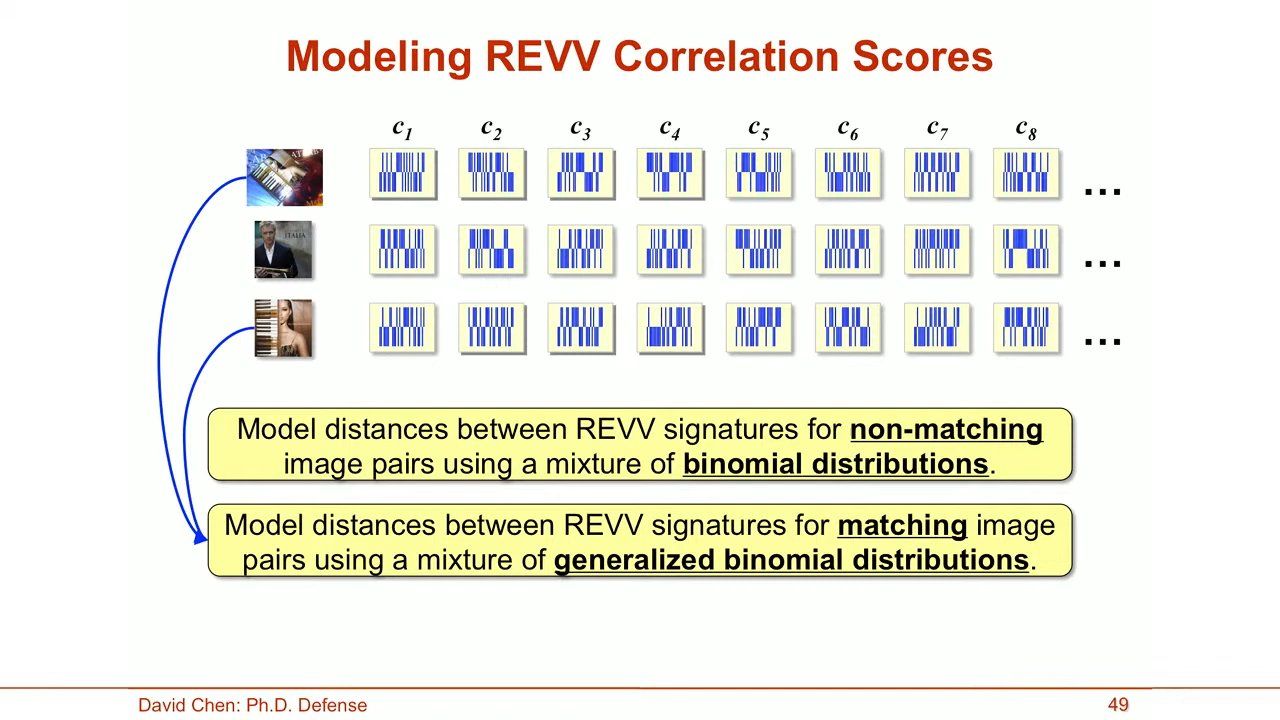 Modeling REVV Correlation Scores
c1 c2 c3 c4 c5 c6 c7 c8
...
ITALIA
...
...
Model distances between REVV signatures for non-matching
image pairs using a mixture of binomial distributions.
Model distances between REVV signatures for matching image
pairs using a mixture of generalized binomial distributions.
David Chen: Ph.D. Defense
49